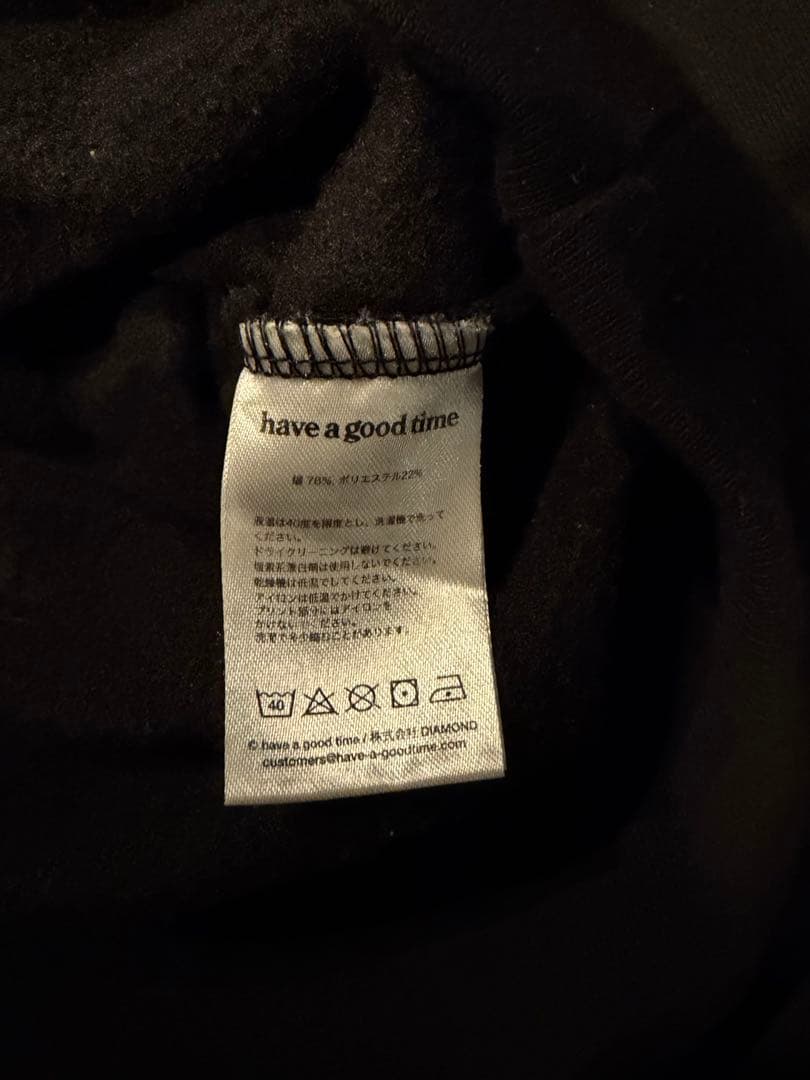 have a good time
綿 78%, ポリエステル22%
液温は40度を限度とし、洗濯機で洗って
ください。
ドライクリーニングは避けてください。
塩素系漂白剤は使用しないでください。
乾燥機は低温でしてください。
アイロンは低温でかけてください。
プリント部分にはアイロンを
かけないでください。
洗濯で多少縮むことがあります。
40
© have a good time / 株式会社 DIAMOND
customers@have-a-goodtime.com